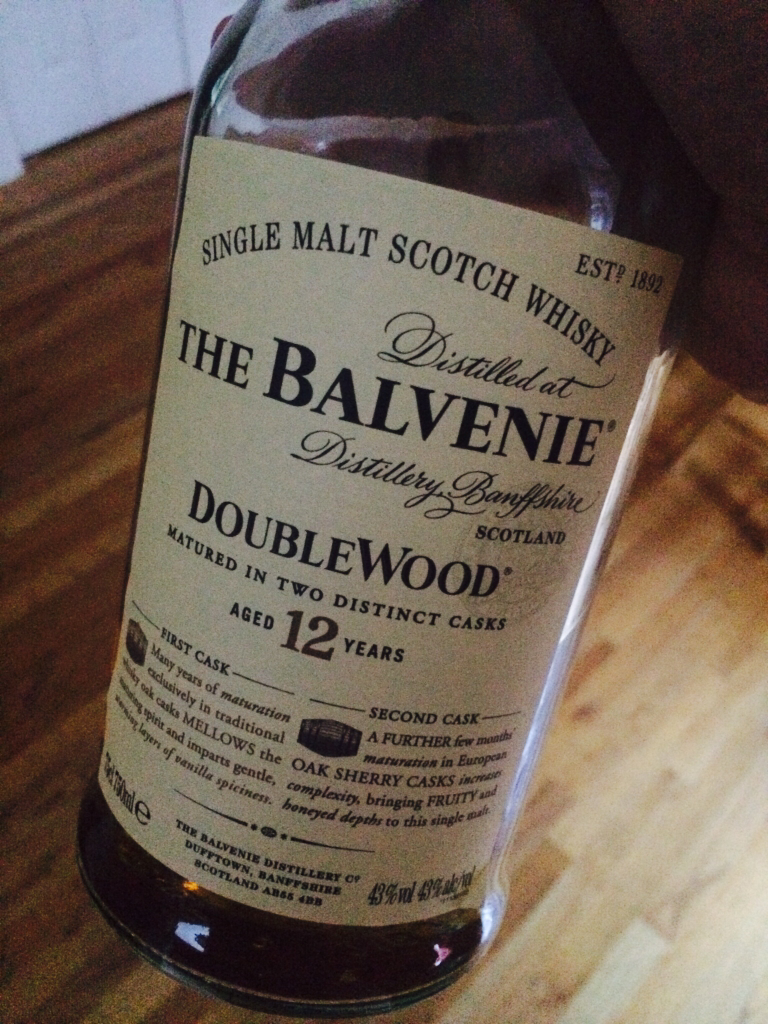 SINGLE MALT SCOTCH WHISKY
ESTD 1892
Distilled at
THE BALVENIE®
Distillery, Banffshire
SCOTLAND
DOUBLEWOOD®
MATURED IN TWO DISTINCT CASKS
AGED 12 YEARS
FIRST CASK
Many years of maturation
exclusively in traditional
whisky oak casks MELLOWS the
maturing spirit and imparts gentle,
warming layers of vanilla spiciness.
SECOND CASK
A FURTHER few months'
maturation in European
OAK SHERRY CASKS increases
complexity, bringing FRUITY and
honeyed depths to this single malt.
750ml e
THE BALVENIE DISTILLERY Co
DUFFTOWN, BANFFSHIRE
SCOTLAND AB55 4BB
43%vol 43%alc/vol